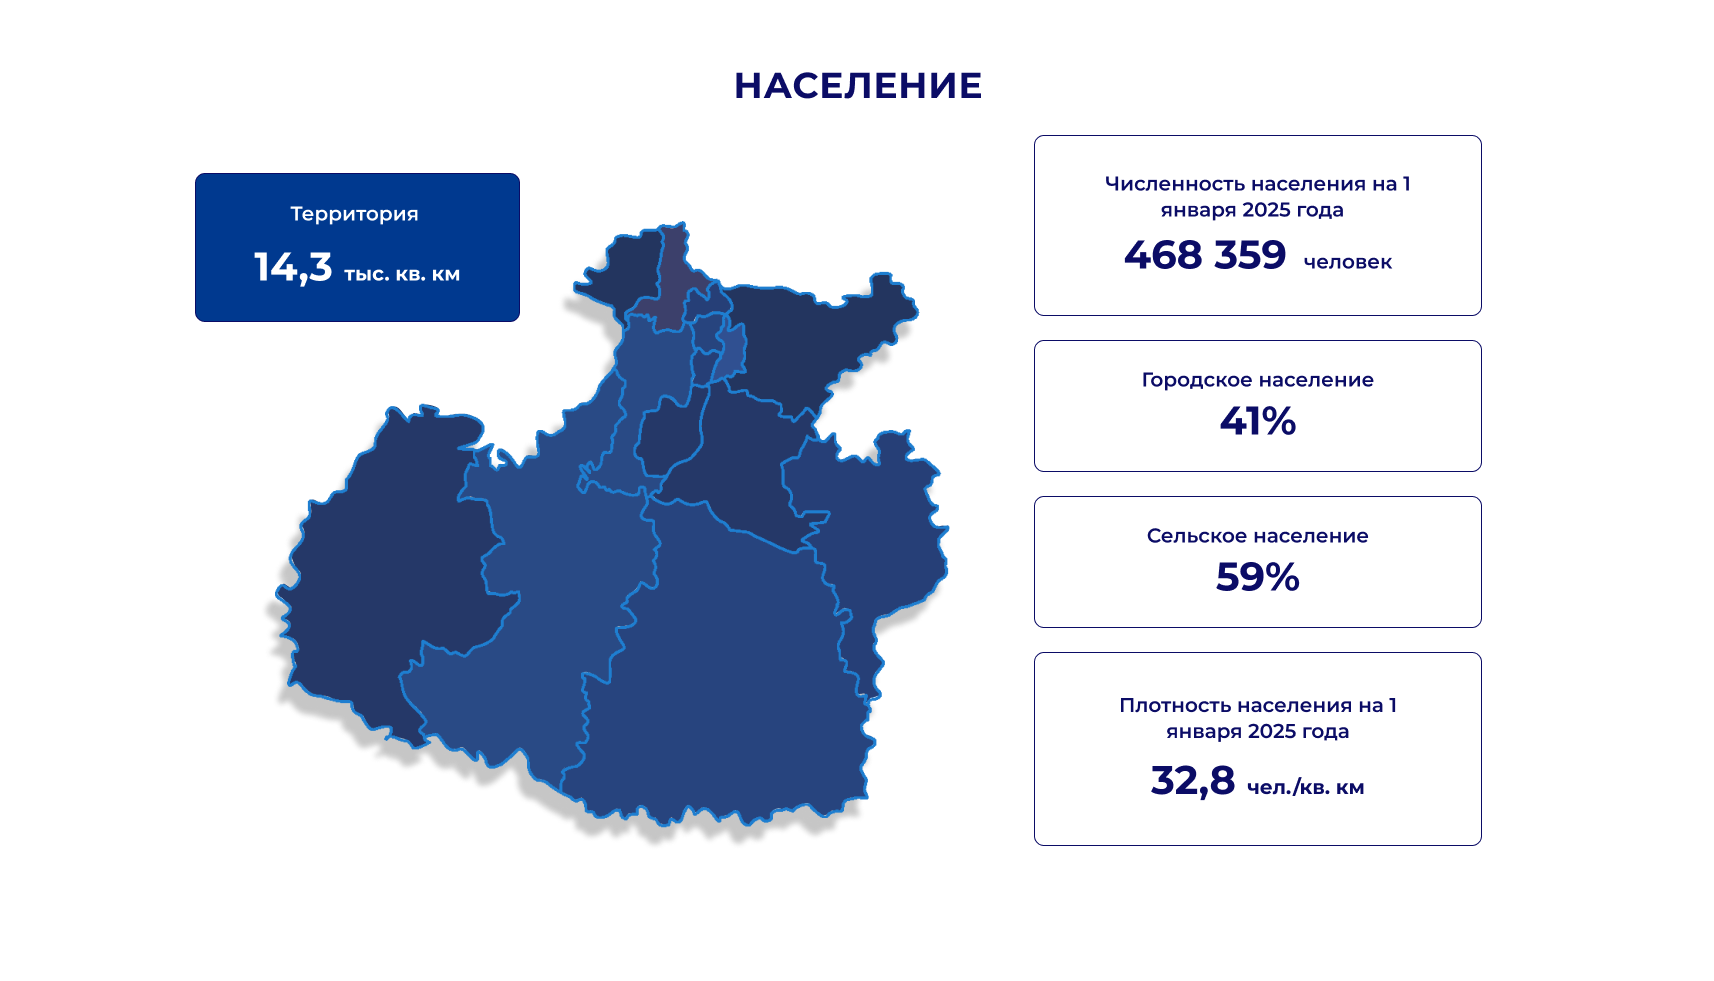 НАСЕЛЕНИЕ
Территория
14,3 тыс. кв. км
Численность населения на 1
января 2025 года
468 359 человек
Городское население
41%
Сельское население
59%
Плотность населения на 1
января 2025 года
32,8 чел./кв. км